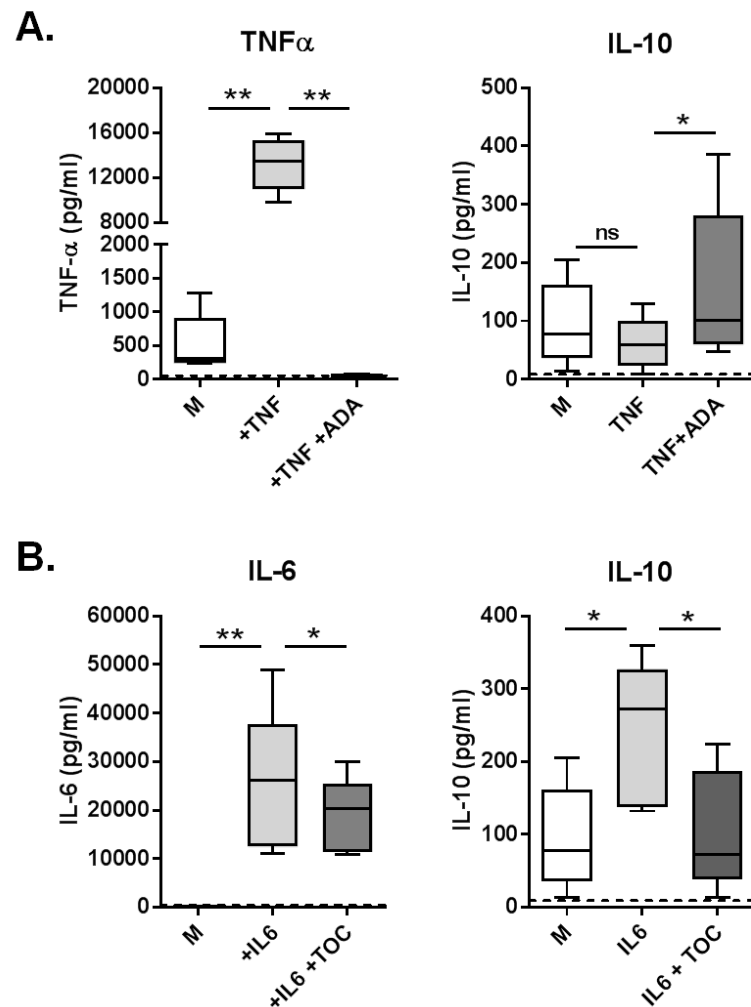 A.
TNFα
IL-10
TNF-α (pg/ml)
20000
16000
12000
8000
2000
1500
1000
500
0
** **
M
+TNF
+TNF +ADA
IL-10 (pg/ml)
500
400
300
200
100
0
ns *
M
TNF
TNF+ADA
B.
IL-6
IL-10
IL-6 (pg/ml)
60000
50000
40000
30000
20000
10000
0
** *
M
+IL6
+IL6 +TOC
IL-10 (pg/ml)
400
300
200
100
0
* *
M
IL6
IL6 + TOC